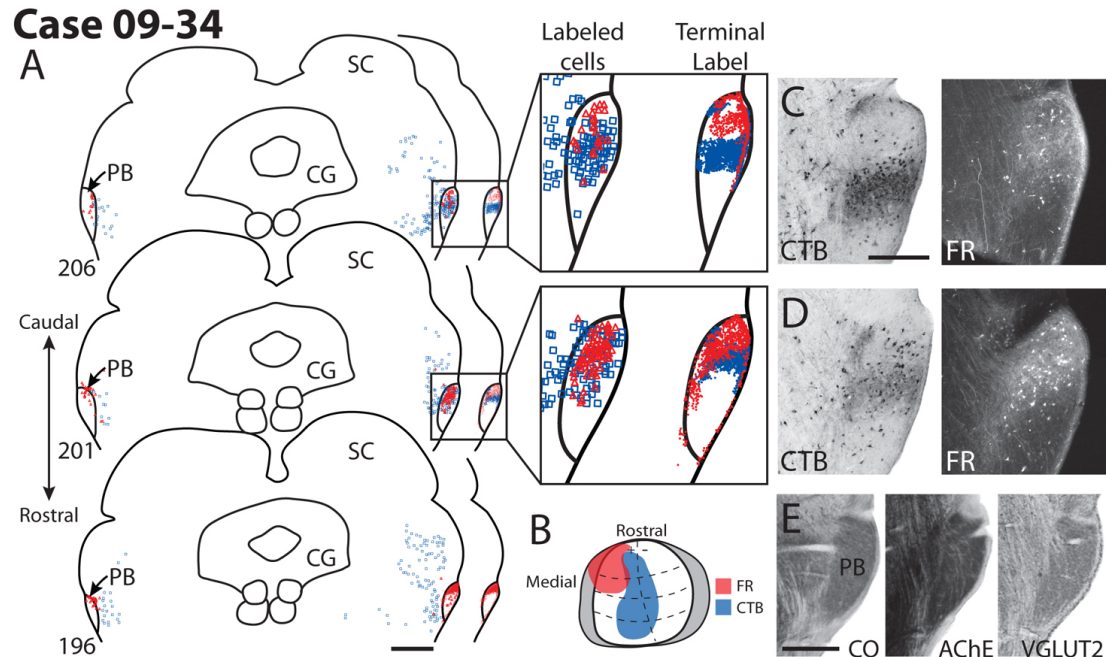 Case 09-34
A
SC
CG
PB
206
Labeled
cells
Terminal
Label
Caudal
Rostral
SC
CG
PB
201
SC
CG
PB
196
B
Rostral
Medial
FR
CTB
C
CTB
FR
D
CTB
FR
E
PB
CO
AChE
VGLUT2